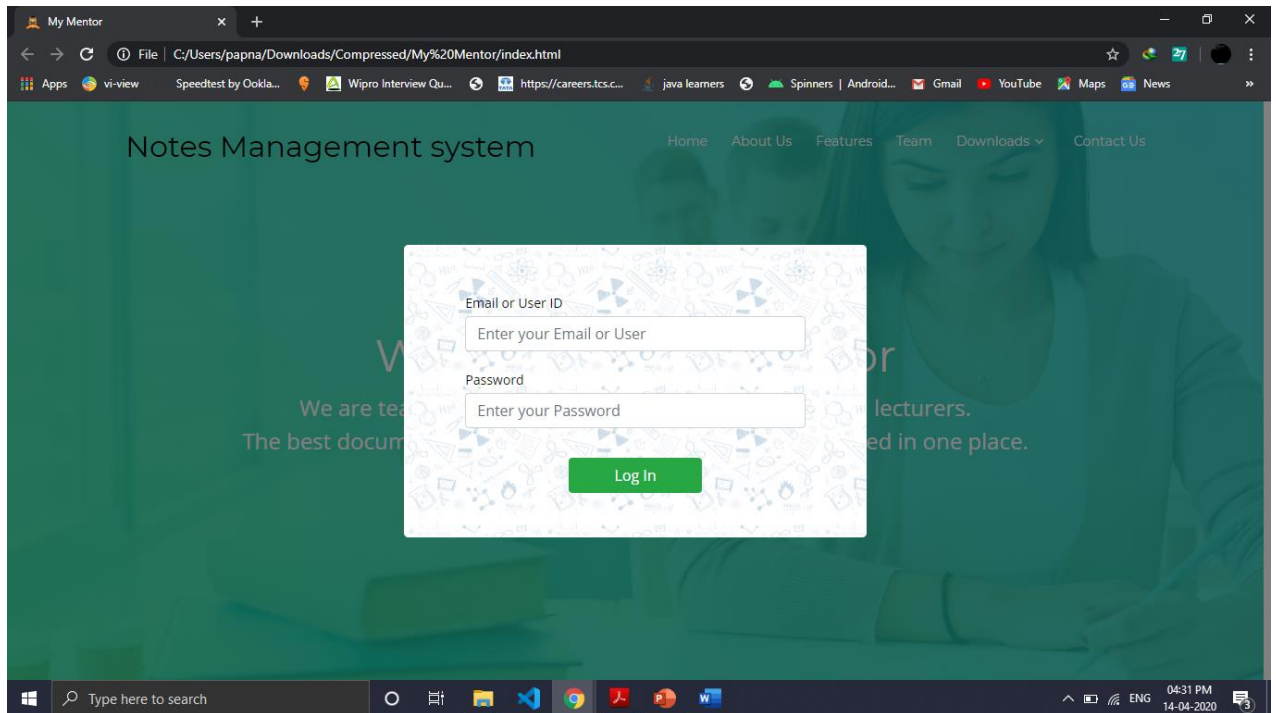 My Mentor
File C:/Users/papna/Downloads/Compressed/My%20Mentor/index.html
27
Apps vi-view Speedtest by Ookla... Wipro Interview Qu... https://careers.tcs.c... java learners Spinners | Android... Gmail YouTube Maps News »
Notes Management system
Home About Us Features Team Downloads Contact Us
Email or User ID
Enter your Email or User
W or
Password
We are tea lecturers.
Enter your Password
The best docum ed in one place.
Log In
Type here to search
ENG
04:31 PM
14-04-2020
3